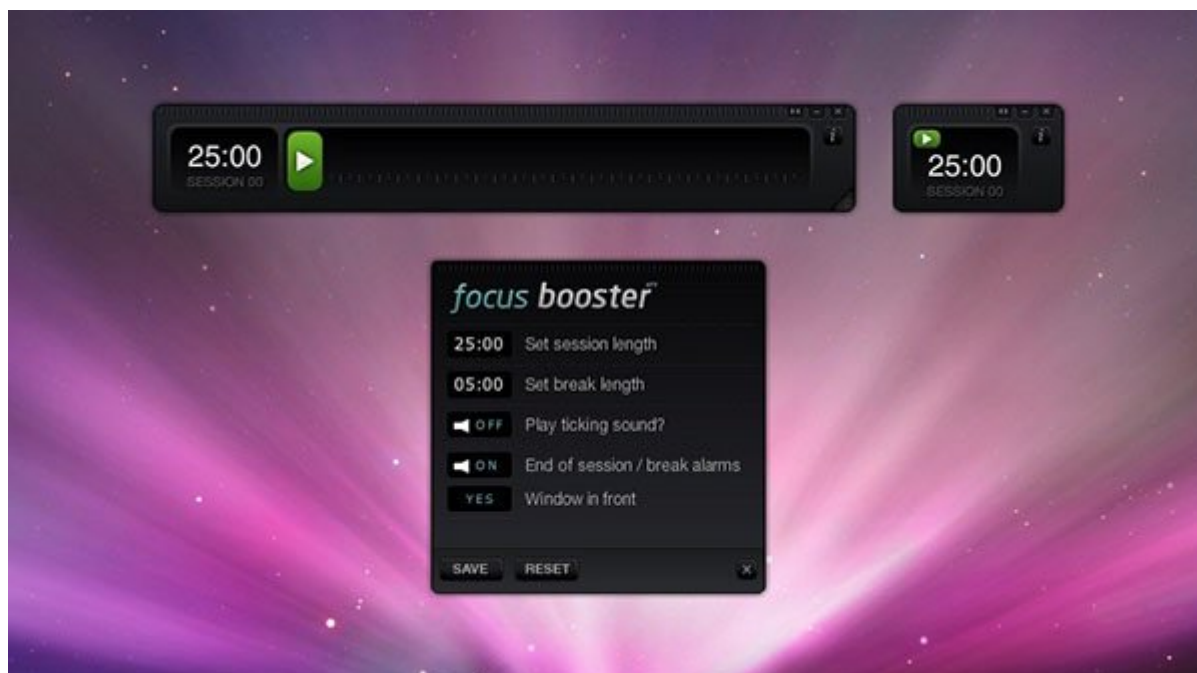 25:00
SESSION 00
25:00
SESSION 00
focus booster
25:00 Set session length
05:00 Set break length
OFF Play ticking sound?
ON End of session / break alarms
YES Window in front
SAVE RESET